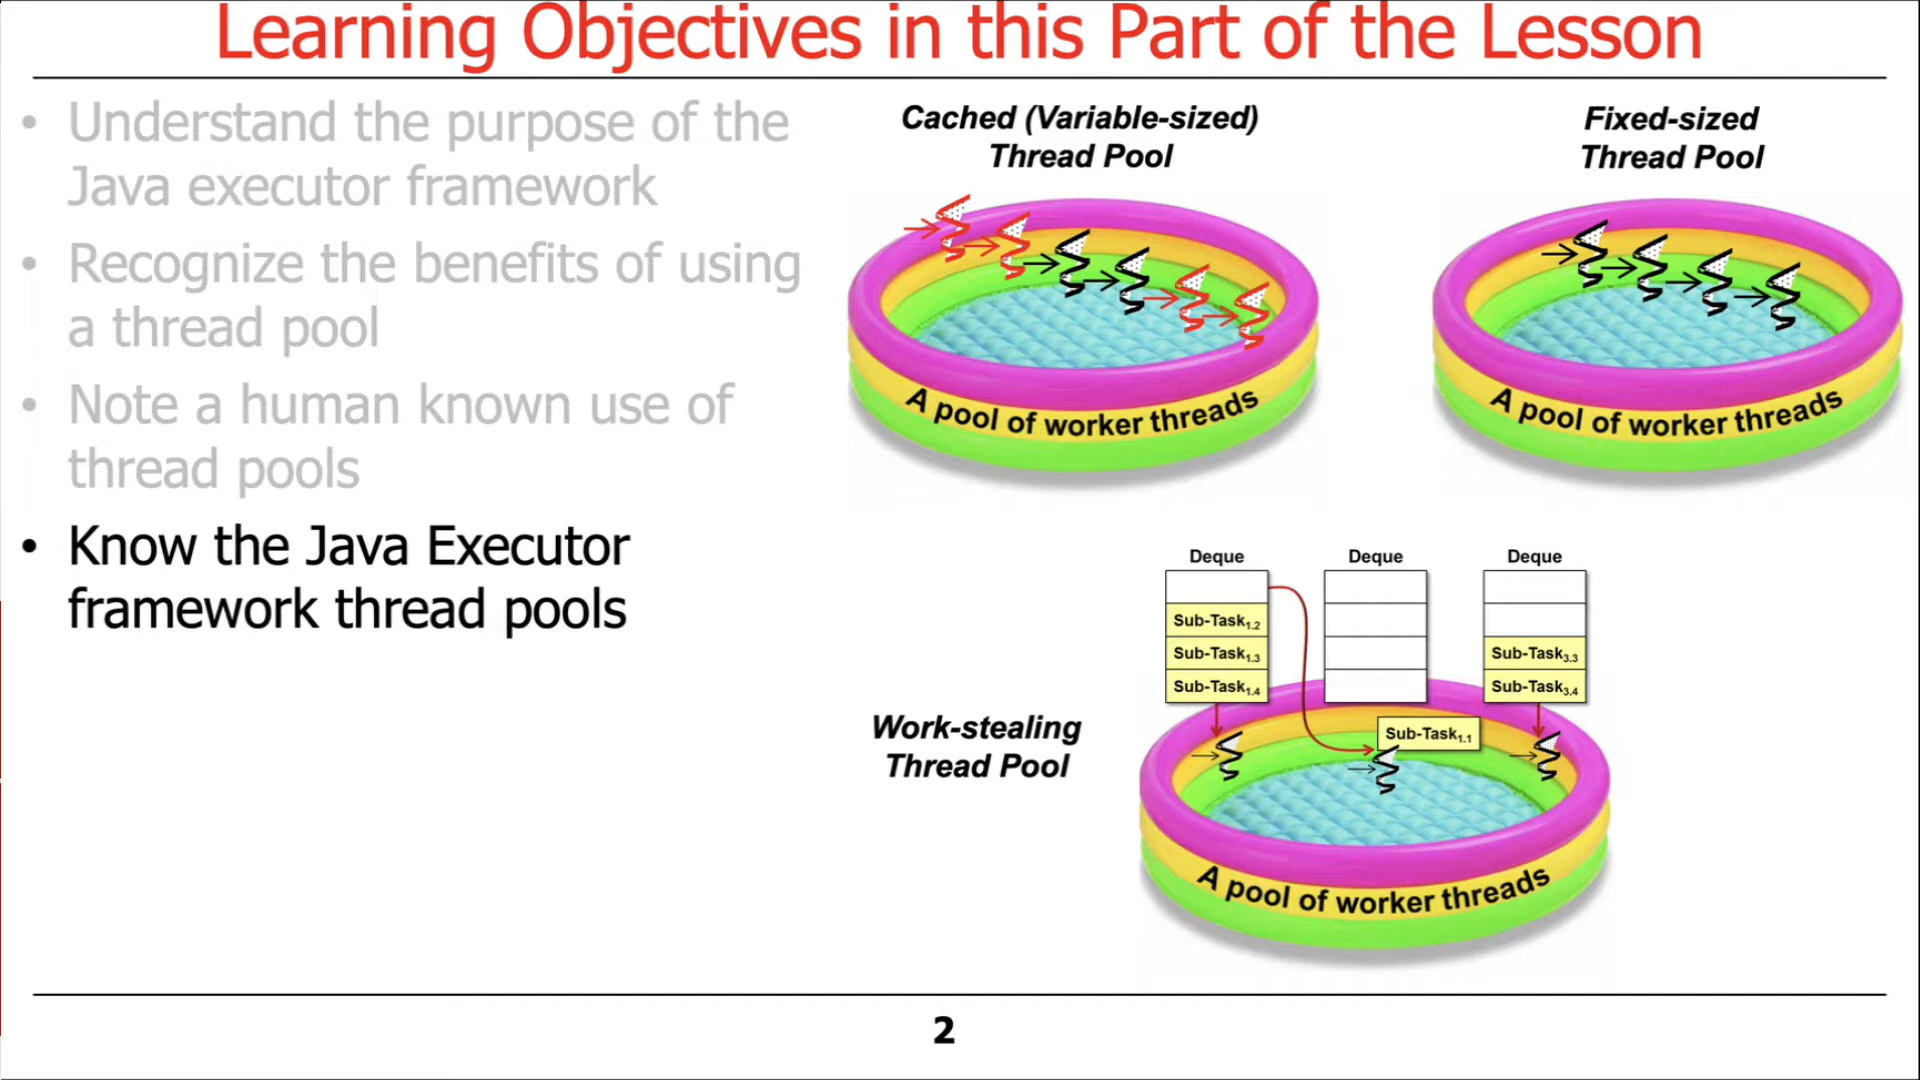 Learning Objectives in this Part of the Lesson
• Understand the purpose of the
Java executor framework
• Recognize the benefits of using
a thread pool
• Note a human known use of
thread pools
• Know the Java Executor
framework thread pools
Cached (Variable-sized)
Thread Pool
A pool of worker threads
Fixed-sized
Thread Pool
A pool of worker threads
Work-stealing
Thread Pool
Deque
Sub-Task1.2
Sub-Task1.3
Sub-Task1.4
Deque
Deque
Sub-Task3.3
Sub-Task3.4
Sub-Task1.1
A pool of worker threads
2